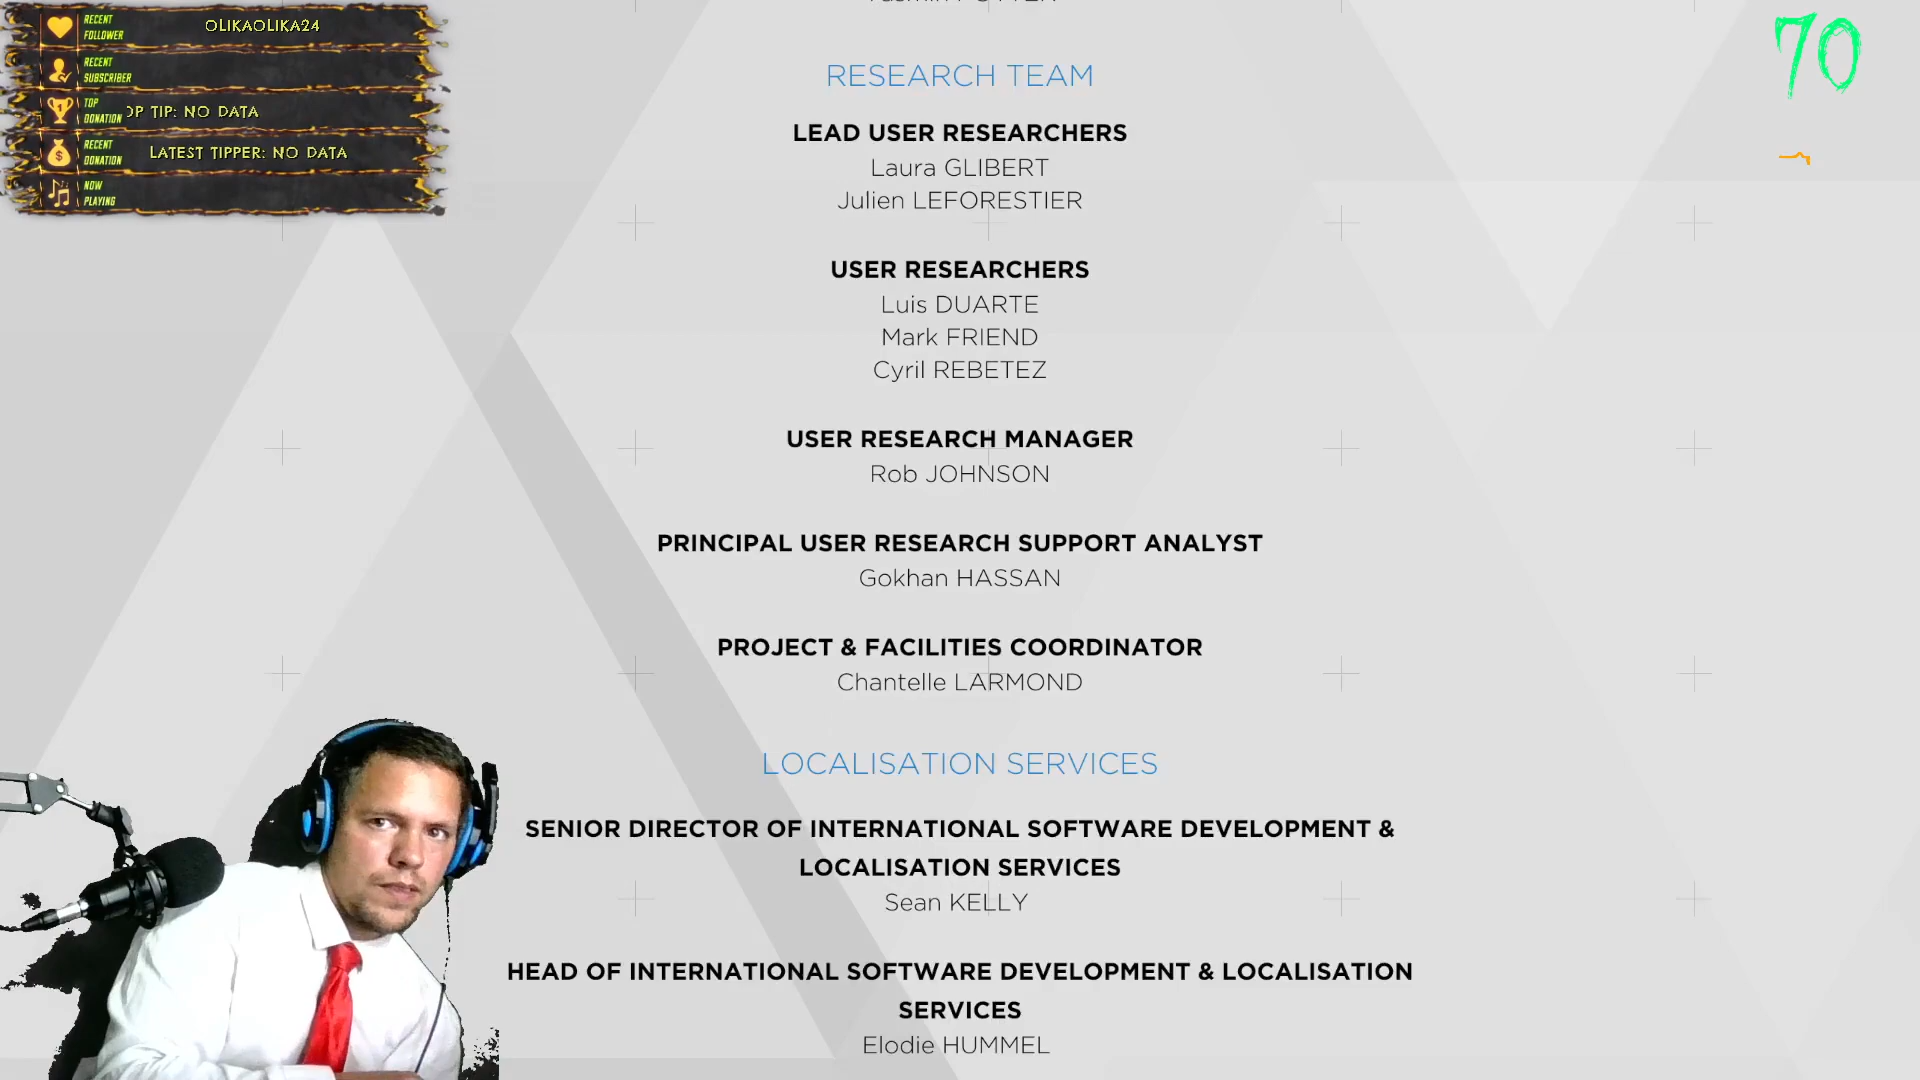 RECENT
FOLLOWER
OLIKAOLIKA24
RECENT
SUBSCRIBER
TOP
DONATION
OP TIP: NO DATA
RECENT
DONATION
LATEST TIPPER: NO DATA
NOW
PLAYING
70
RESEARCH TEAM
LEAD USER RESEARCHERS
Laura GLIBERT
Julien LEFORESTIER
USER RESEARCHERS
Luis DUARTE
Mark FRIEND
Cyril REBETEZ
USER RESEARCH MANAGER
Rob JOHNSON
PRINCIPAL USER RESEARCH SUPPORT ANALYST
Gokhan HASSAN
PROJECT & FACILITIES COORDINATOR
Chantelle LARMOND
LOCALISATION SERVICES
SENIOR DIRECTOR OF INTERNATIONAL SOFTWARE DEVELOPMENT &
LOCALISATION SERVICES
Sean KELLY
HEAD OF INTERNATIONAL SOFTWARE DEVELOPMENT & LOCALISATION
SERVICES
Elodie HUMMEL